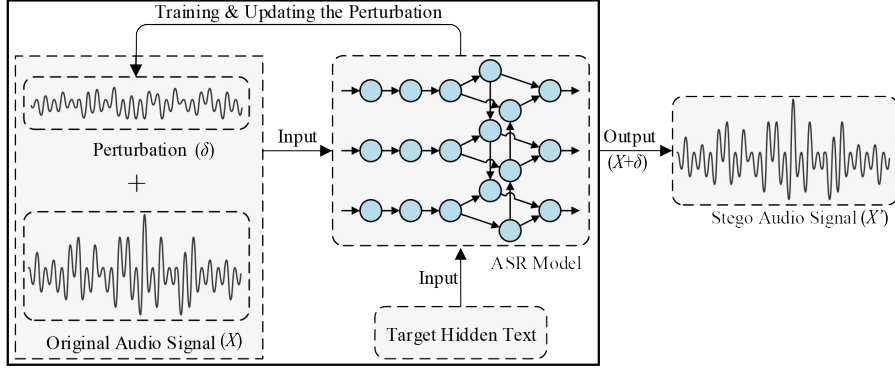 Training & Updating the Perturbation
Perturbation (δ)
+
Original Audio Signal (X)
Input
ASR Model
Input
Target Hidden Text
Output
(X+δ)
Stego Audio Signal (X')